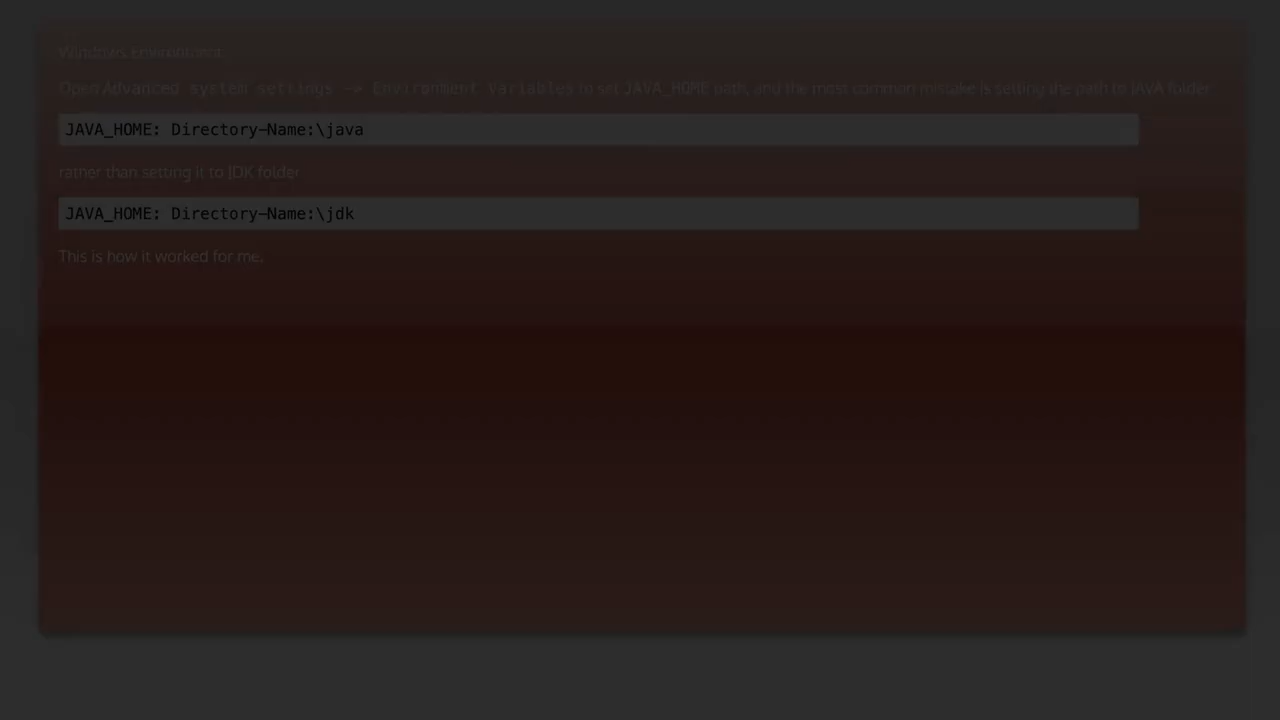 Windows Environment
Open Advanced system settings -> Environment Variables to set JAVA_HOME path, and the most common mistake is setting the path to JAVA folder
JAVA_HOME: Directory-Name:\java
rather than setting it to JDK folder
JAVA_HOME: Directory-Name:\jdk
This is how it worked for me.